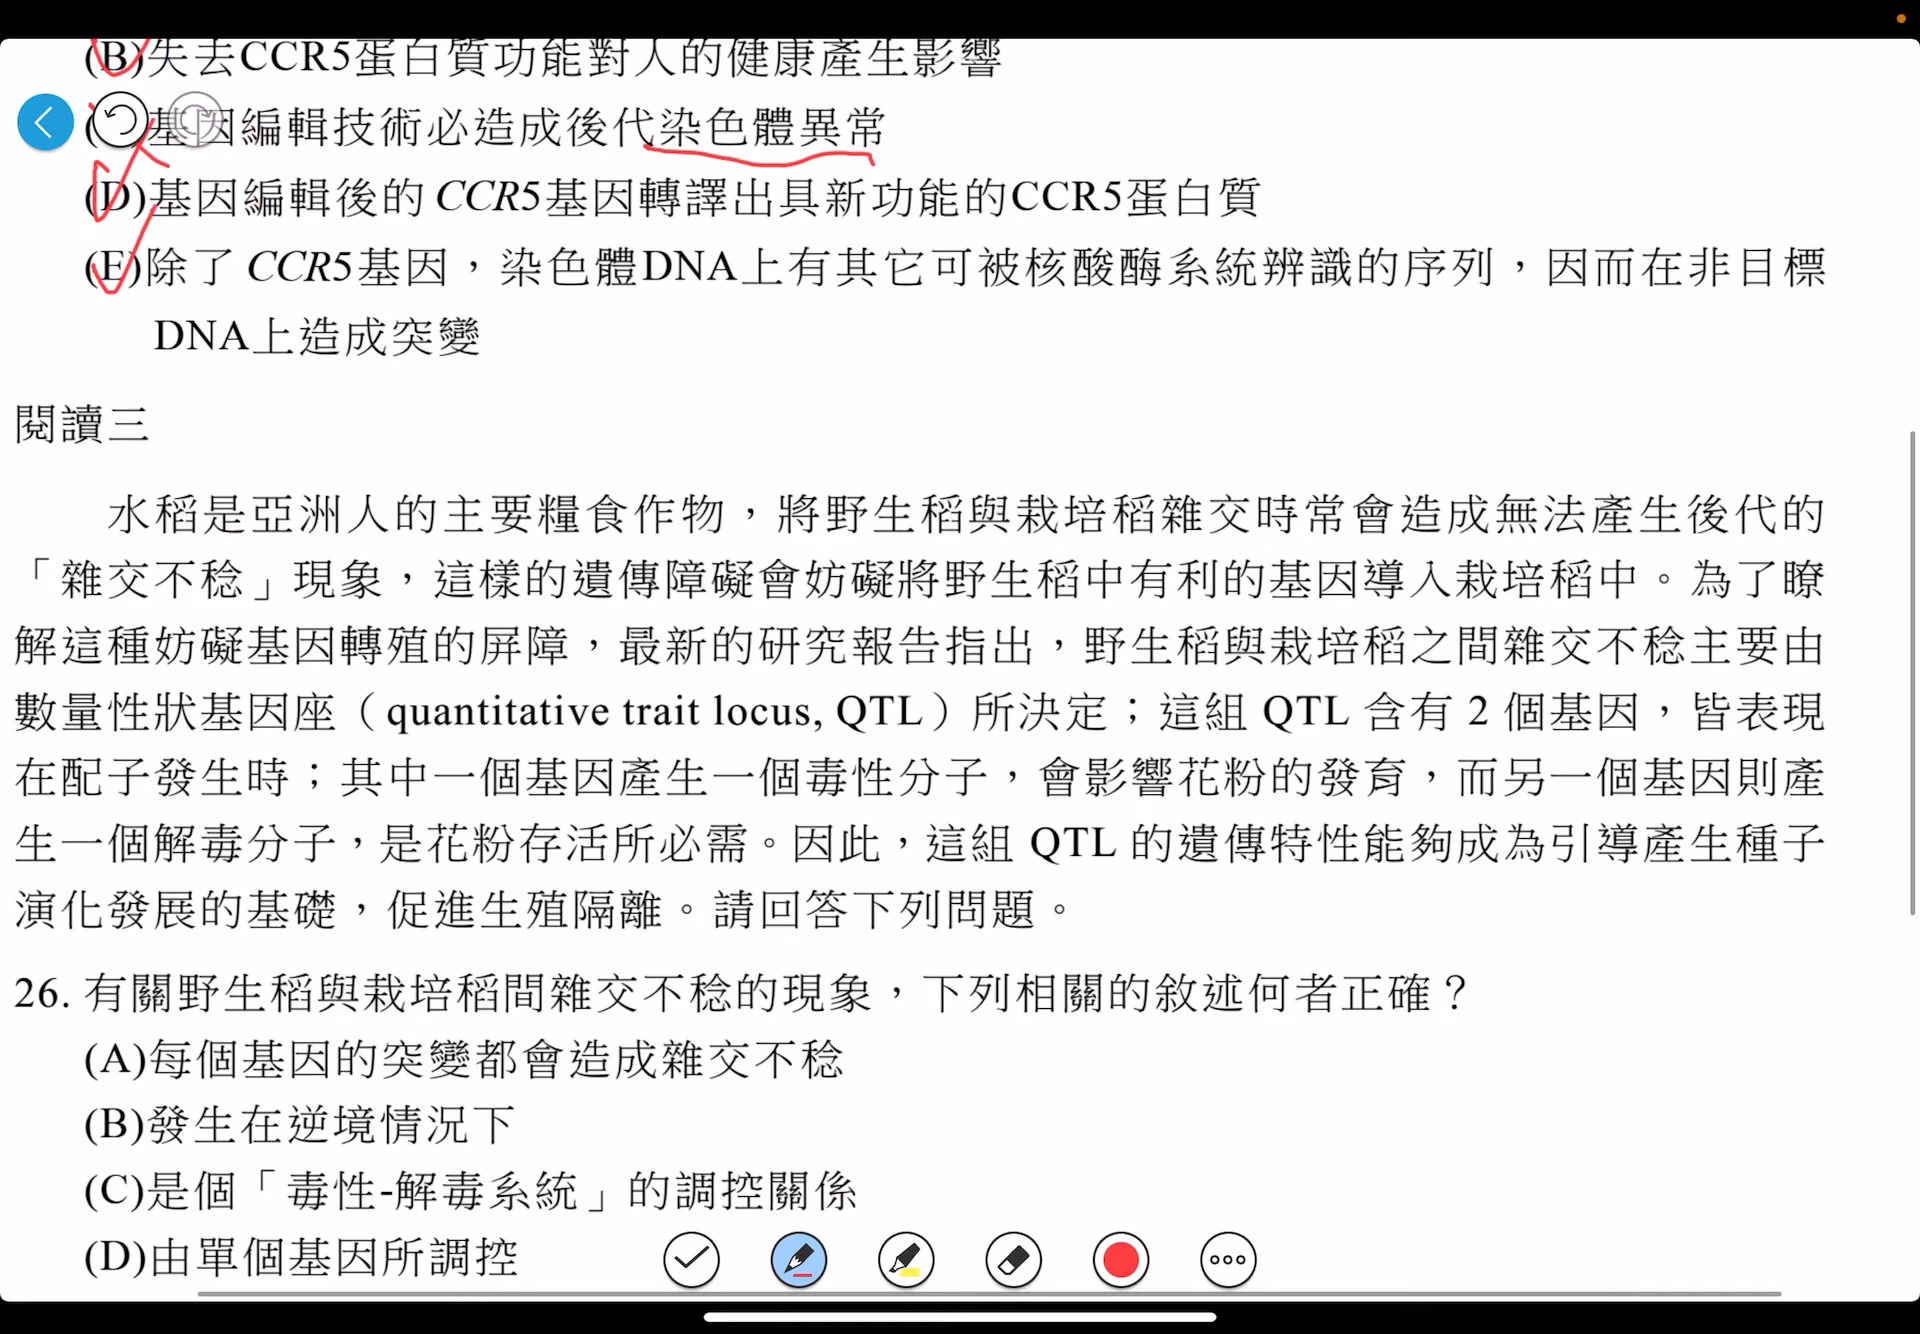 (B)失去CCR5蛋白質功能對人的健康產生影響
基因編輯技術必造成後代染色體異常
(D)基因編輯後的CCR5基因轉譯出具新功能的CCR5蛋白質
(E)除了CCR5基因，染色體DNA上有其它可被核酸酶系統辨識的序列，因而在非目標
DNA上造成突變
閱讀三
水稻是亞洲人的主要糧食作物，將野生稻與栽培稻雜交時常會造成無法產生後代的
「雜交不稔」現象，這樣的遺傳障礙會妨礙將野生稻中有利的基因導入栽培稻中。為了瞭
解這種妨礙基因轉殖的屏障，最新的研究報告指出，野生稻與栽培稻之間雜交不稔主要由
數量性狀基因座（quantitative trait locus, QTL）所決定；這組 QTL 含有 2 個基因，皆表現
在配子發生時；其中一個基因產生一個毒性分子，會影響花粉的發育，而另一個基因則產
生一個解毒分子，是花粉存活所必需。因此，這組 QTL 的遺傳特性能夠成為引導產生種子
演化發展的基礎，促進生殖隔離。請回答下列問題。
26. 有關野生稻與栽培稻間雜交不稔的現象，下列相關的敘述何者正確？
(A)每個基因的突變都會造成雜交不稔
(B)發生在逆境情況下
(C)是個「毒性-解毒系統」的調控關係
(D)由單個基因所調控